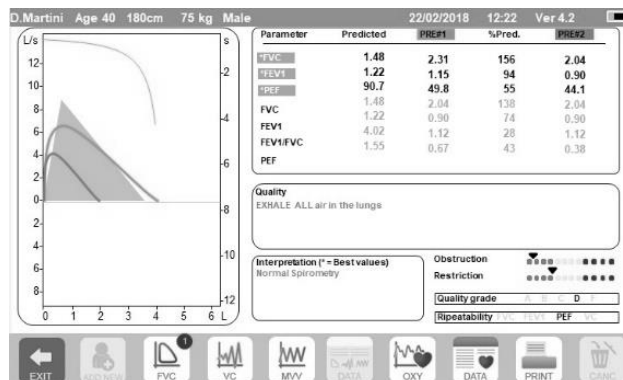 D.Martini Age 40 180cm 75 kg Male 22/02/2018 12:22 Ver 4.2
L/s s
12 10 8 6 4 2 0 2 4 6 8
-2 -4 -6 -8 -10 -12
0 1 2 3 4 5 6 L
Parameter Predicted PRE#1 %Pred. PRE#2
*FVC 1.48 2.31 156 2.04
*FEV1 1.22 1.15 94 0.90
*PEF 90.7 49.8 55 44.1
FVC 1.48 2.04 138 2.04
FEV1 1.22 0.90 74 0.90
FEV1/FVC 4.02 1.12 28 1.12
PEF 1.55 0.67 43 0.38
Quality
EXHALE ALL air in the lungs
Interpretation (* = Best values)
Normal Spirometry
Obstruction
Restriction
Quality grade A B C D F
Ripeatability FVC FEV1 PEF VC
1
EXIT ADD NEW FVC VC MVV DATA OXY DATA PRINT CANC